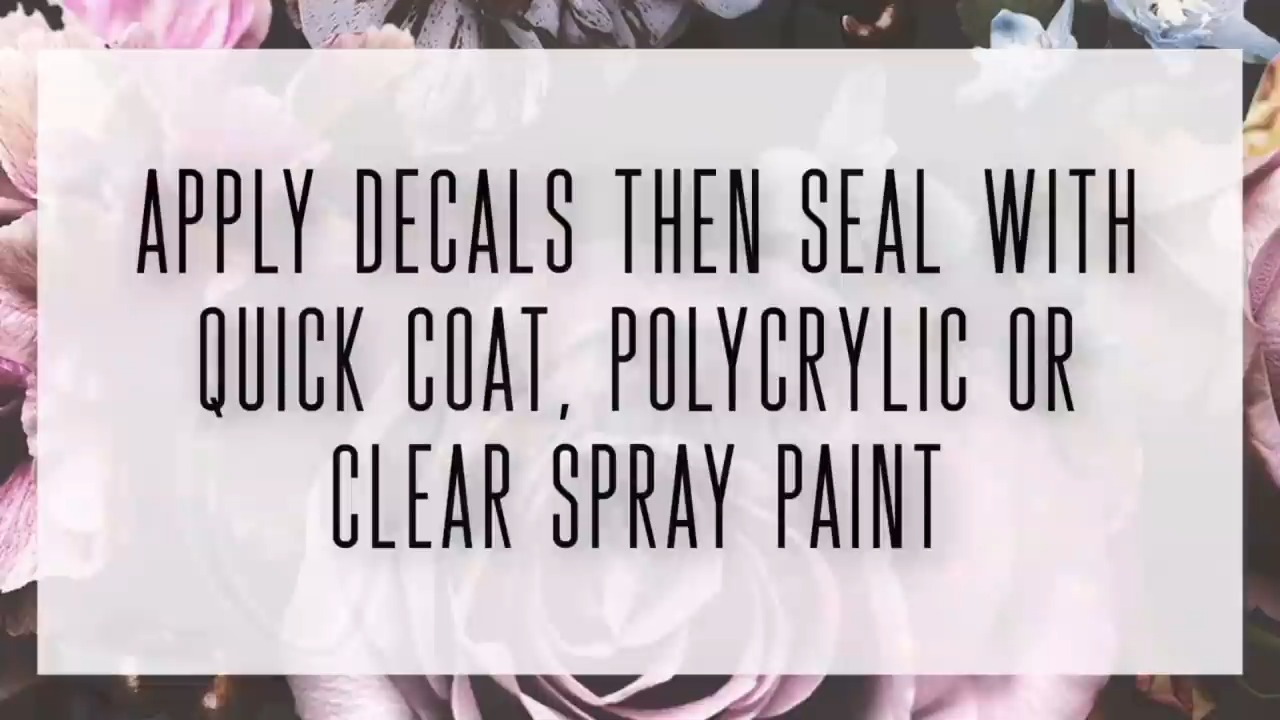 APPLY DECALS THEN SEAL WITH
QUICK COAT, POLYCRYLIC OR
CLEAR SPRAY PAINT